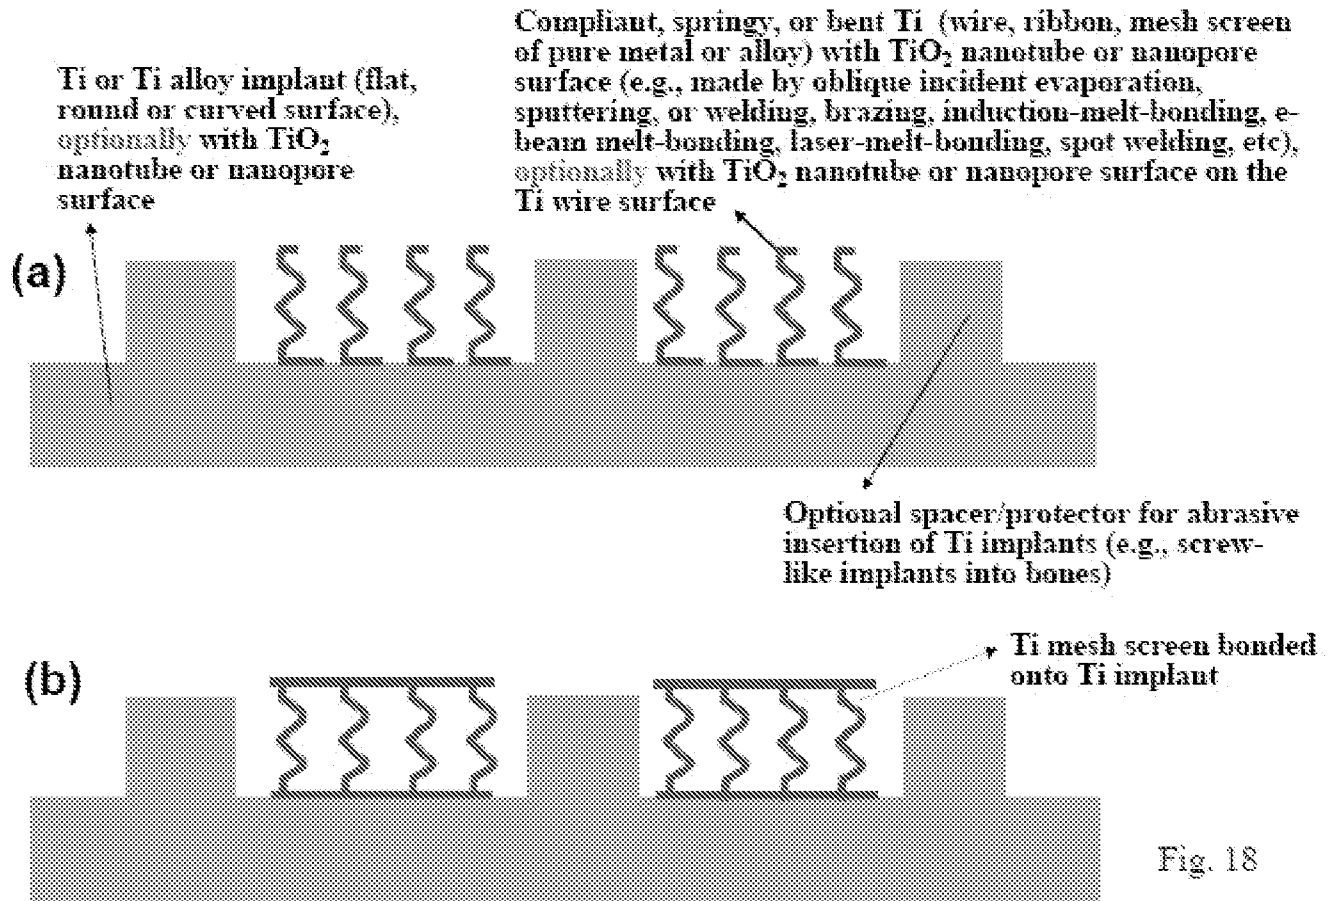 Compliant, springy, or bent Ti (wire, ribbon, mesh screen
of pure metal or alloy) with TiO2 nanotube or nanopore
surface (e.g., made by oblique incident evaporation,
sputtering, or welding, brazing, induction-melt-bonding, e-
beam melt-bonding, laser-melt-bonding, spot welding, etc),
optionally with TiO2 nanotube or nanopore surface on the
Ti wire surface
Ti or Ti alloy implant (flat,
round or curved surface),
optionally with TiO2
nanotube or nanopore
surface
(a)
Optional spacer/protector for abrasive
insertion of Ti implants (e.g., screw-
like implants into bones)
(b)
Ti mesh screen bonded
onto Ti implant
Fig. 18